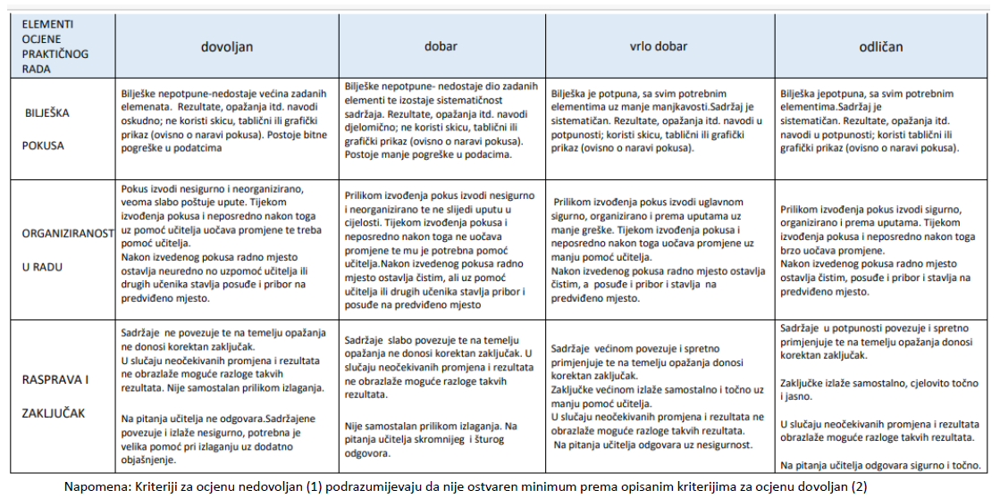 ELEMENTI
OCJENE
PRAKTIČNOG
RADA
dovoljan
dobar
vrlo dobar
odličan
BILJEŠKA
POKUSA
Bilješke nepotpune-nedostaje većina zadanih
elemenata.  Rezultate, opažanja itd. navodi
oskudno; ne koristi skicu, tablični ili grafički
prikaz (ovisno o naravi pokusa). Postoje bitne
pogreške u podatcima
Bilješke nepotpune- nedostaje dio zadanih
elementi te izostaje sistematičnost
sadržaja. Rezultate, opažanja itd. navodi
djelomično; ne koristi skicu, tablični ili
grafički prikaz (ovisno o naravi pokusa).
Postoje manje pogreške u podacima.
Bilješka je potpuna, sa svim potrebnim
elementima uz manje manjkavosti.Sadržaj je
sistematičan. Rezultate, opažanja itd. navodi u
potpunosti; koristi skicu, tablični ili grafički
prikaz (ovisno o naravi pokusa).
Bilješka jepotpuna, sa svim potrebnim
elementima.Sadržaj je
sistematičan. Rezultate, opažanja itd.
navodi u potpunosti; koristi tablični ili
grafički prikaz (ovisno o naravi pokusa).
ORGANIZIRANOST
U RADU
Pokus izvodi nesigurno i neorganizirano,
veoma slabo poštuje upute. Tijekom
izvođenja pokusa i neposredno nakon toga
uz pomoć učitelja uočava promjene te treba
pomoć učitelja.
Nakon izvedenog pokusa radno mjesto
ostavlja neuredno no uzpomoć učitelja ili
drugih učenika stavlja posuđe i pribor na
predviđeno mjesto.
Prilikom izvođenja pokus izvodi nesigurno
i neorganizirano te ne slijedi uputu u
cijelosti. Tijekom izvođenja pokusa i
neposredno nakon toga ne uočava
promjene te mu je potrebna pomoć
učitelja.Nakon izvedenog pokusa radno
mjesto ostavlja čistim, ali uz pomoć
učitelja ili drugih učenika stavlja pribor i
posuđe na predviđeno mjesto
Prilikom izvođenja pokus izvodi uglavnom
sigurno, organizirano i prema uputama uz
manje greške. Tijekom izvođenja pokusa i
neposredno nakon toga uočava promjene uz
manju pomoć učitelja.
Nakon izvedenog pokusa radno mjesto ostavlja
čistim, a  posuđe i pribor i stavlja  na
predviđeno mjesto.
Prilikom izvođenja pokus izvodi sigurno,
organizirano i prema uputama. Tijekom
izvođenja pokusa i neposredno nakon toga
brzo uočava promjene.
Nakon izvedenog pokusa radno mjesto
ostavlja čistim, posuđe i pribor i stavlja na
predviđeno mjesto.
RASPRAVA I
ZAKLJUČAK
Sadržaje  ne povezuje te na temelju opažanja
ne donosi korektan zaključak.
U slučaju neočekivanih promjena i rezultata
ne obrazlaže moguće razloge takvih
rezultata. Nije samostalan prilikom izlaganja.
Na pitanja učitelja ne odgovara.Sadržajene
povezuje i izlaže nesigurno, potrebna je
velika pomoć pri izlaganju uz dodatno
objašnjenje.
Sadržaje  slabo povezuje te na temelju
opažanja ne donosi korektan zaključak. U
slučaju neočekivanih promjena i rezultata
ne obrazlaže moguće razloge takvih
rezultata.
Nije samostalan prilikom izlaganja. Na
pitanja učitelja skromnijeg  i šturog
odgovora.
Sadržaje  većinom povezuje i spretno
primjenjuje te na temelju opažanja donosi
korektan zaključak.
Zaključke većinom izlaže samostalno i točno uz
manju pomoć učitelja.
U slučaju neočekivanih promjena i rezultata ne
obrazlaže moguće razloge takvih rezultata.
Na pitanja učitelja odgovara uz nesigurnost.
Sadržaje  u potpunosti povezuje i spretno
primjenjuje te na temelju opažanja donosi
korektan zaključak.
Zaključke izlaže samostalno, cjelovito točno
i jasno.
U slučaju neočekivanih promjena i rezultata
obrazlaže moguće razloge takvih rezultata.
Na pitanja učitelja odgovara sigurno i točno.
Napomena: Kriteriji za ocjenu nedovoljan (1) podrazumijevaju da nije ostvaren minimum prema opisanim kriterijima za ocjenu dovoljan (2)